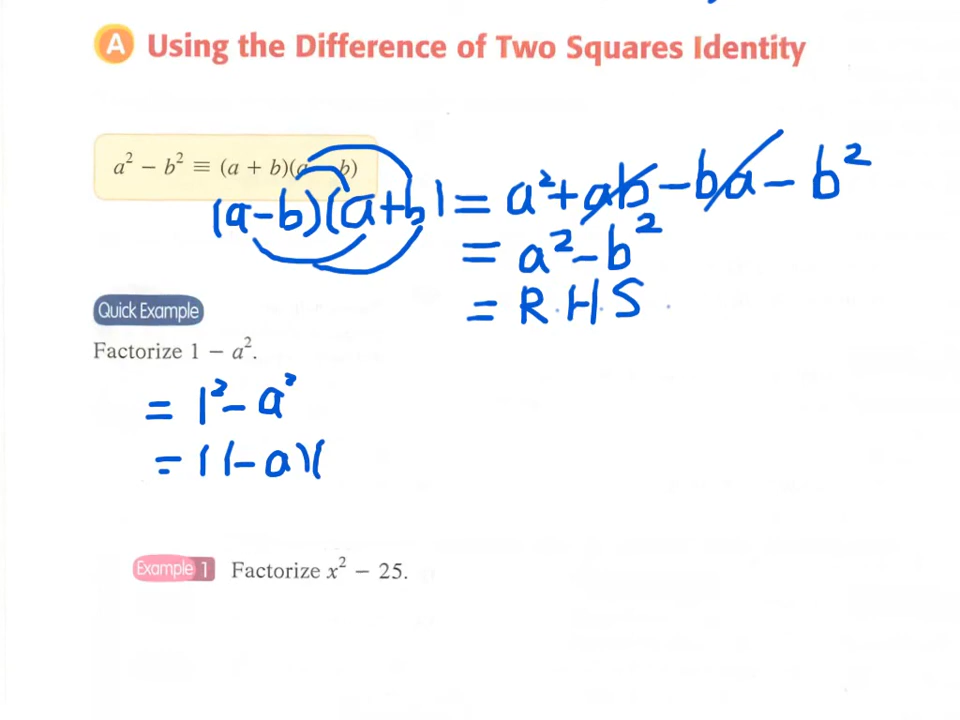 A Using the Difference of Two Squares Identity
a² − b² ≡ (a + b)(a − b)
(a−b)(a+b) = a²+ab−ba−b²
= a²−b²
= R.H.S
Quick Example
Factorize 1 − a².
= 1²−a²
= (1−a)(
Example 1 Factorize x² − 25.